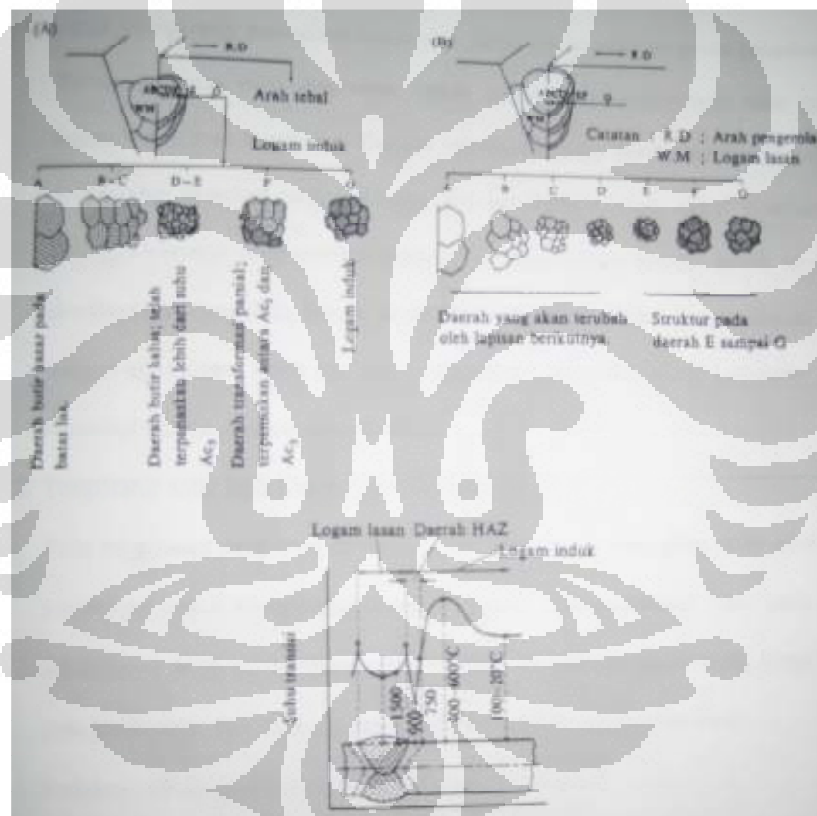 (A)
R.D
Arah tebal
Logam induk
A B-C D-E F G
Daerah butir kasar pada
batas las.
Daerah butir halus; telah
terpanaskan lebih dari suhu
Ac₃
Daerah transformasi parsial;
terpanaskan antara Ac₁ dan
Ac₃
Logam induk
(B)
R.D
G
Catatan : R.D ; Arah pengerola
W.M ; Logam lasan
B C D E F G
Daerah yang akan terubah
oleh lapisan berikutnya.
Struktur pada
daerah E sampai G
Logam lasan Daerah HAZ
Logam induk
Suhu transisi
1500
900
750
400–600°C
100–20°C